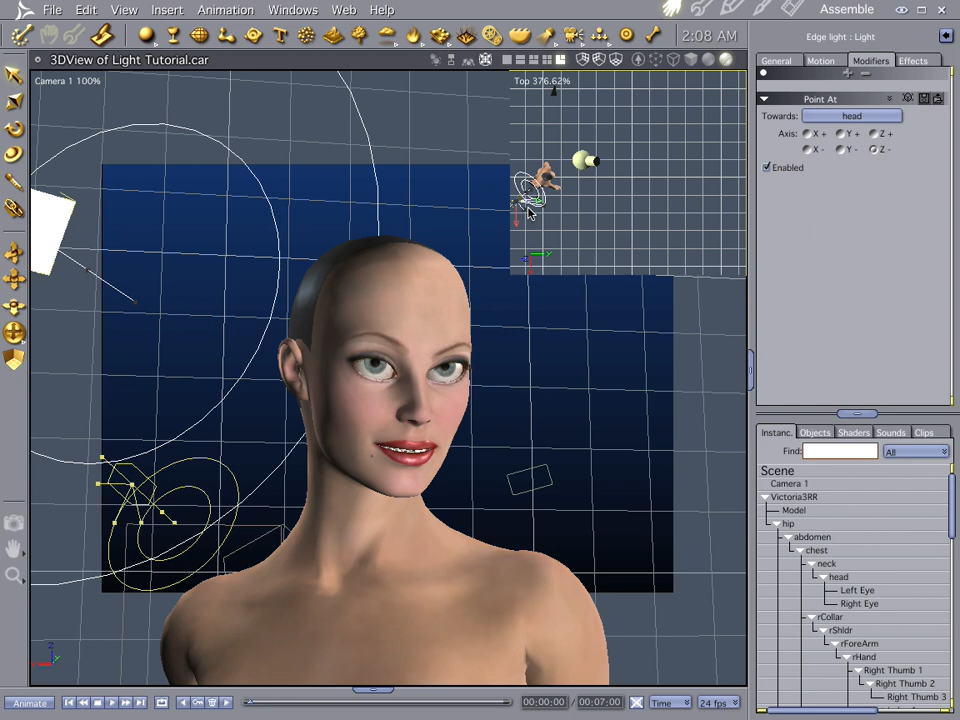 File Edit View Insert Animation Windows Web Help
Assemble
2:08 AM
Edge light : Light
3DView of Light Tutorial.car
General Motion Modifiers Effects
Camera 1 100%
Top 376.62%
Point At
Towards: head
Axis: X + Y + Z +
X - Y - Z -
Enabled
Instanc. Objects Shaders Sounds Clips
Find: All
Scene
Camera 1
Victoria3RR
Model
hip
abdomen
chest
neck
head
Left Eye
Right Eye
rCollar
rShldr
rForeArm
rHand
Right Thumb 1
Right Thumb 2
Right Thumb 3
Z
Y
Animate
00:00:00 / 00:07:00 Time 24 fps